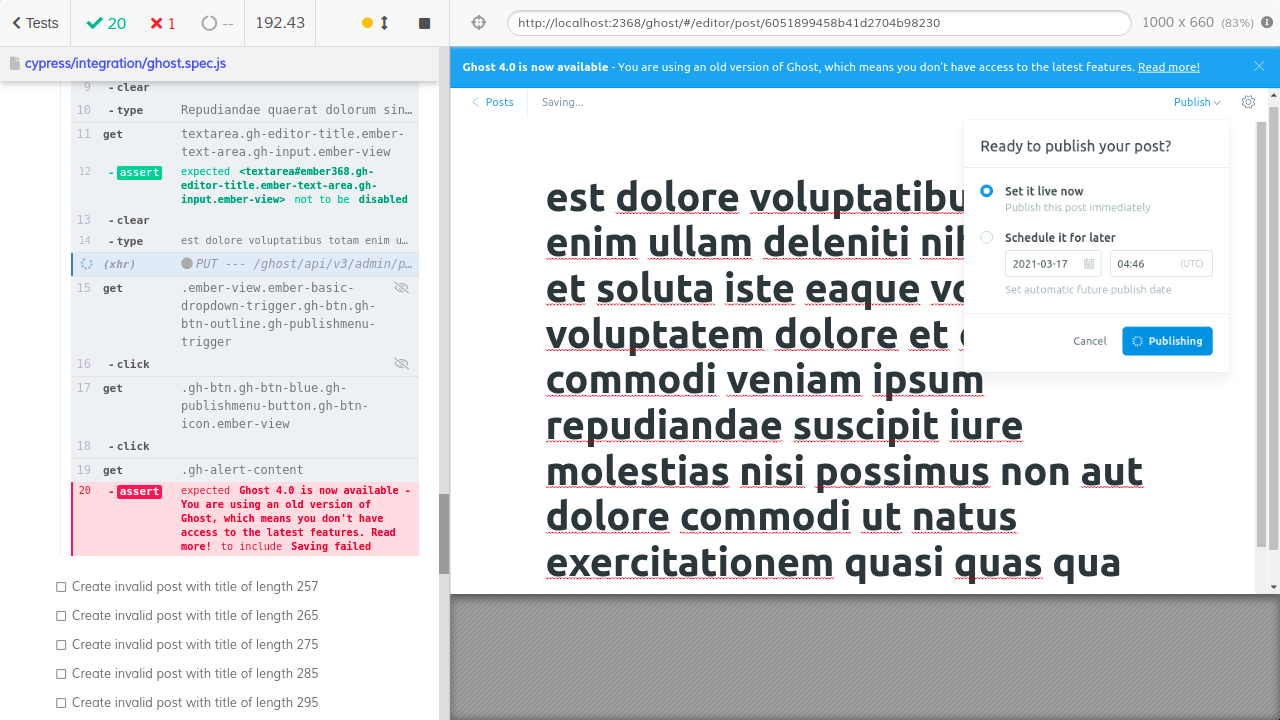 Tests
20
1
--
192.43
http://localhost:2368/ghost/#/editor/post/6051899458b41d2704b98230
1000 x 660 (83%)
cypress/integration/ghost.spec.js
9 - clear
10 - type Repudiandae quaerat dolorum sin…
11 get textarea.gh-editor-title.ember-
text-area.gh-input.ember-view
12 - assert expected <textarea#ember368.gh-
editor-title.ember-text-area.gh-
input.ember-view> not to be disabled
13 - clear
14 - type est dolore voluptatibus totam enim u…
(xhr) PUT --- /ghost/api/v3/admin/p…
15 get .ember-view.ember-basic-
dropdown-trigger.gh-btn.gh-
btn-outline.gh-publishmenu-
trigger
16 - click
17 get .gh-btn.gh-btn-blue.gh-
publishmenu-button.gh-btn-
icon.ember-view
18 - click
19 get .gh-alert-content
20 - assert expected Ghost 4.0 is now available -
You are using an old version of
Ghost, which means you don't have
access to the latest features. Read
more! to include Saving failed
Create invalid post with title of length 257
Create invalid post with title of length 265
Create invalid post with title of length 275
Create invalid post with title of length 285
Create invalid post with title of length 295
Ghost 4.0 is now available - You are using an old version of Ghost, which means you don't have access to the latest features. Read more!
Posts
Saving...
Publish
est dolore voluptatibu
enim ullam deleniti nih
et soluta iste eaque vo
voluptatem dolore et
commodi veniam ipsum
repudiandae suscipit iure
molestias nisi possimus non aut
dolore commodi ut natus
exercitationem quasi quas qua
Ready to publish your post?
Set it live now
Publish this post immediately
Schedule it for later
2021-03-17
04:46 (UTC)
Set automatic future publish date
Cancel
Publishing